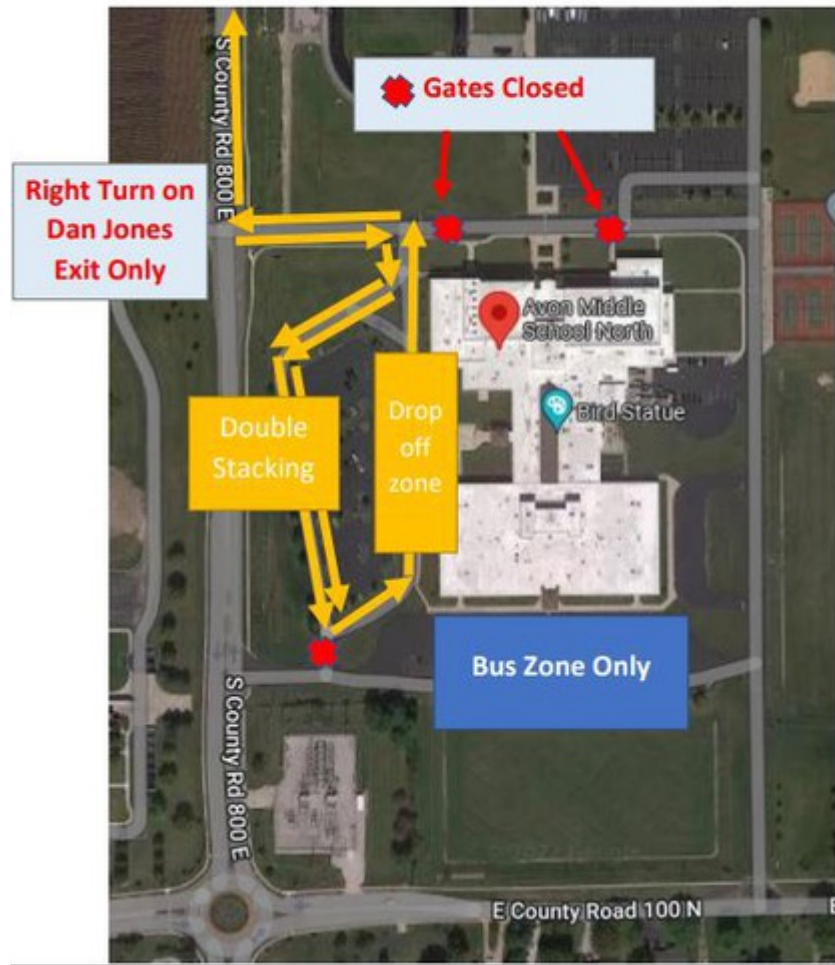 S County Rd 800 E
Gates Closed
Right Turn on
Dan Jones
Exit Only
Avon Middle
School North
Bird Statue
Double
Stacking
Drop
off
zone
Bus Zone Only
S County Rd 800 E
E County Road 100 N
E